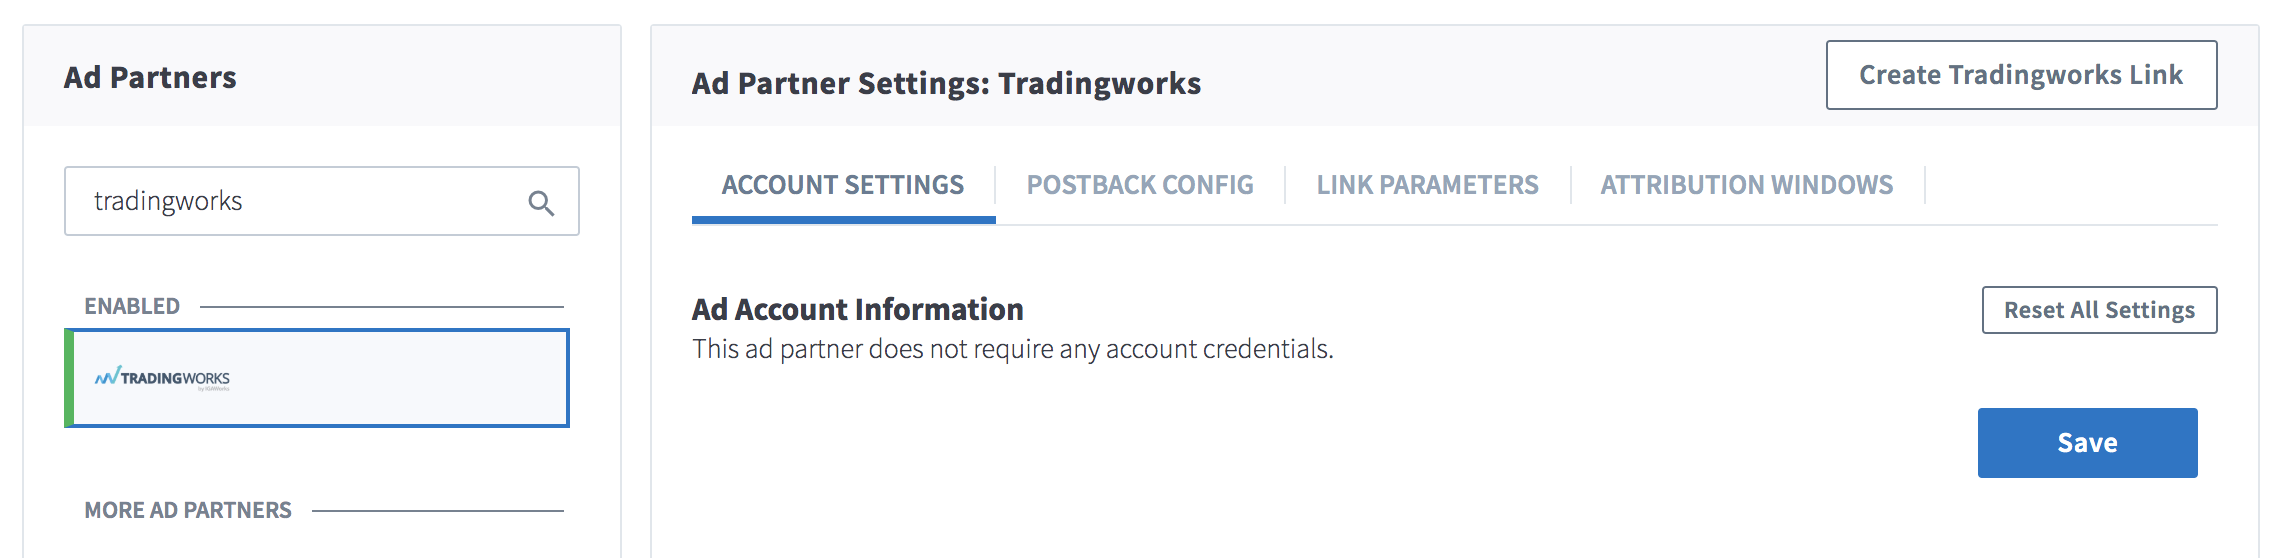 Ad Partners
tradingworks
ENABLED
TRADINGWORKS
by IGAWorks
MORE AD PARTNERS
Ad Partner Settings: Tradingworks
Create Tradingworks Link
ACCOUNT SETTINGS
POSTBACK CONFIG
LINK PARAMETERS
ATTRIBUTION WINDOWS
Ad Account Information
Reset All Settings
This ad partner does not require any account credentials.
Save